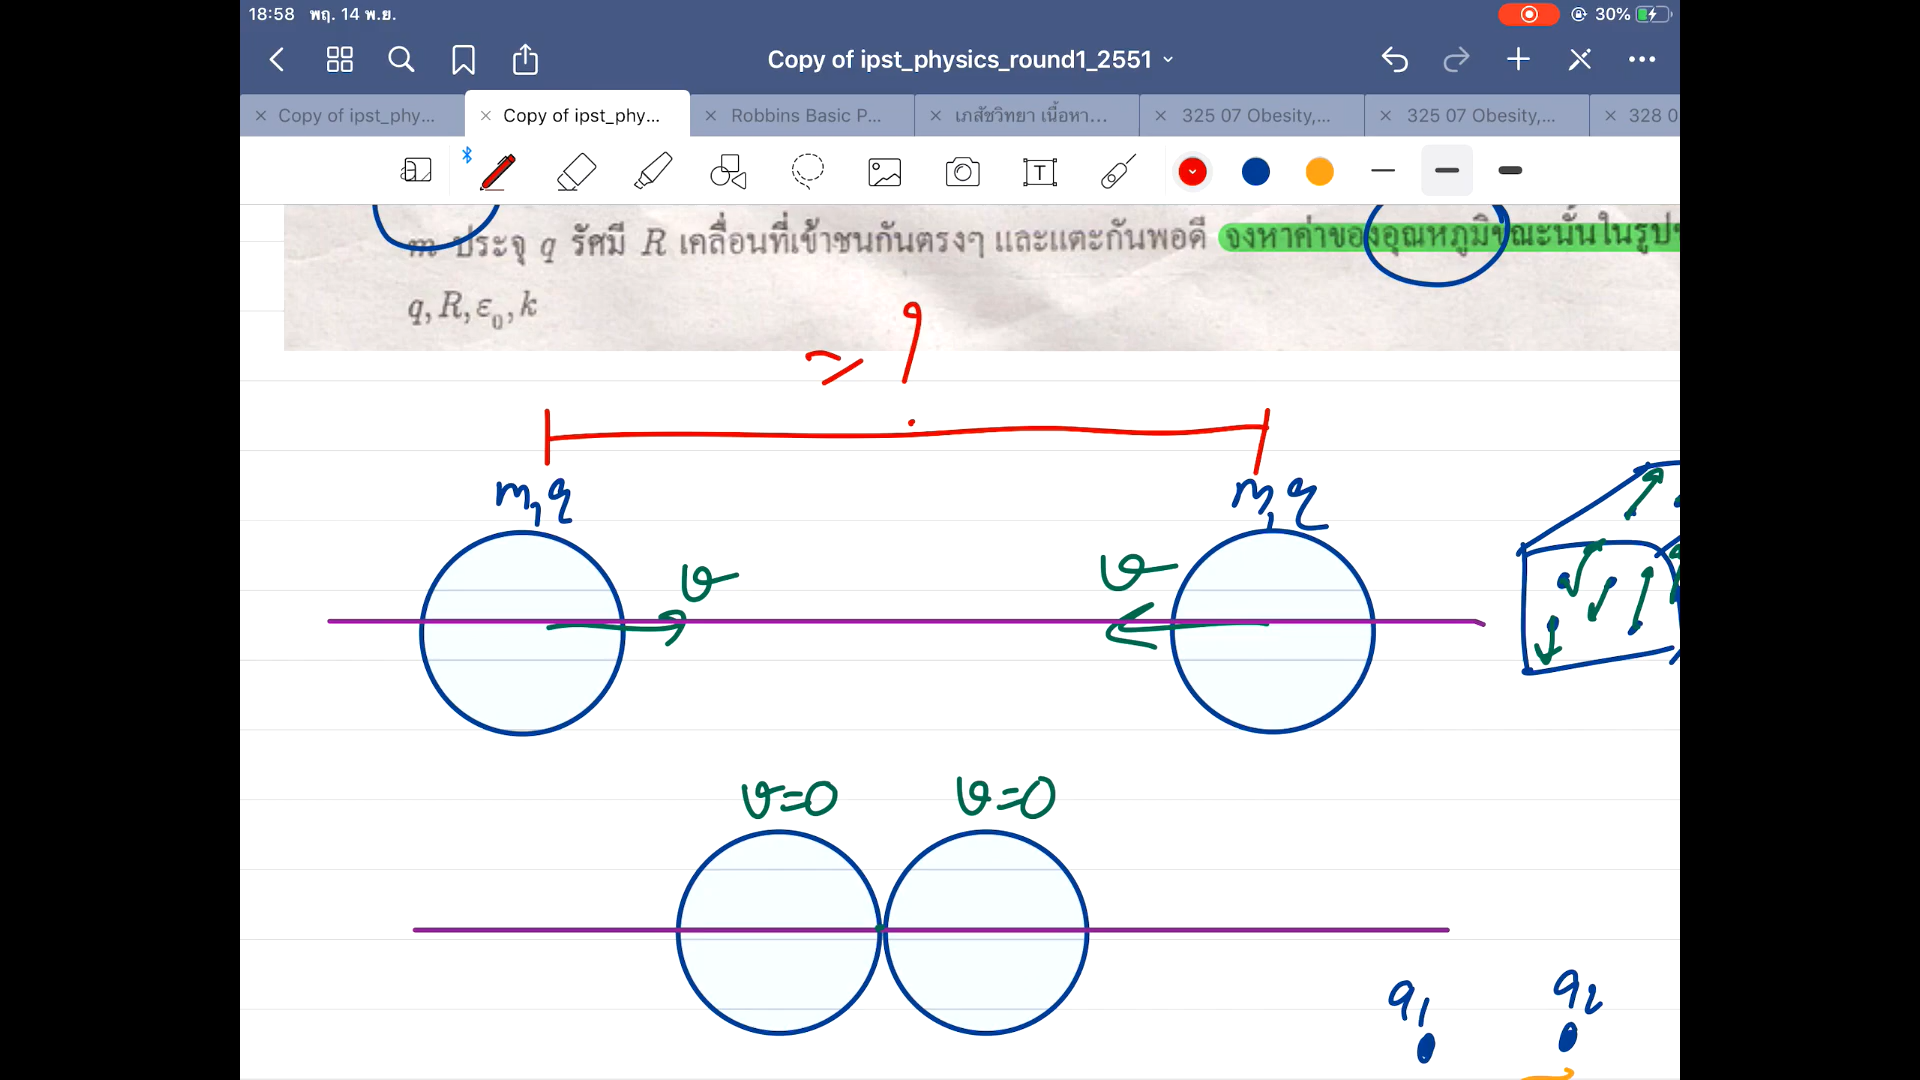 18:58 พฤ. 14 พ.ย.
30%
Copy of ipst_physics_round1_2551
Copy of ipst_phy...
Copy of ipst_phy...
Robbins Basic P...
เภสัชวิทยา เนื้อหา...
325 07 Obesity,...
325 07 Obesity,...
328 0
m ประจุ q รัศมี R เคลื่อนที่เข้าชนกันตรงๆ และแตะกันพอดี จงหาค่าของอุณหภูมิขณะนั้นในรูป
q, R, ε₀, k
m, q
m, q
v
v
v=0
v=0
q₁
q₂